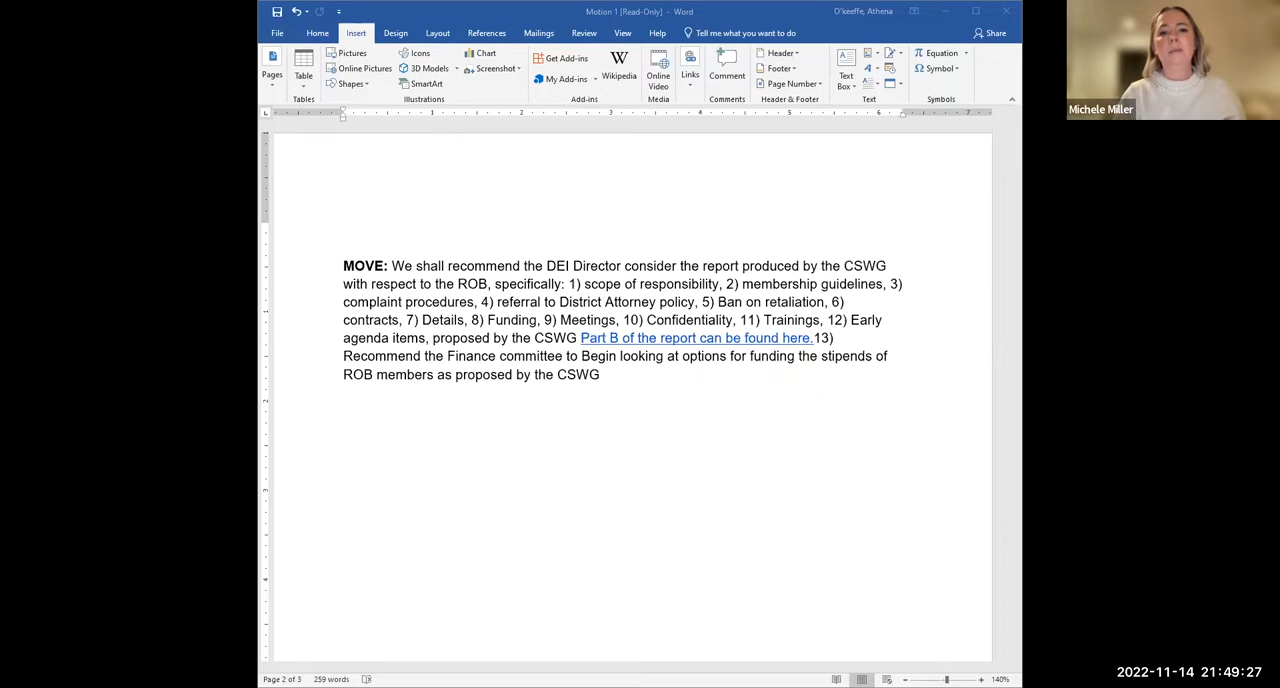 Motion 1 [Read-Only] - Word
O'keeffe, Athena
File Home Insert Design Layout References Mailings Review View Help Tell me what you want to do Share
Pages
Table
Tables
Pictures
Online Pictures
Shapes
Icons
3D Models
SmartArt
Chart
Screenshot
Illustrations
Get Add-ins
My Add-ins
Wikipedia
Add-ins
Online Video
Media
Links
Comment
Comments
Header
Footer
Page Number
Header & Footer
Text Box
Text
Equation
Symbol
Symbols
Michele Miller
1 2 3 4 5 6 7
MOVE: We shall recommend the DEI Director consider the report produced by the CSWG
with respect to the ROB, specifically: 1) scope of responsibility, 2) membership guidelines, 3)
complaint procedures, 4) referral to District Attorney policy, 5) Ban on retaliation, 6)
contracts, 7) Details, 8) Funding, 9) Meetings, 10) Confidentiality, 11) Trainings, 12) Early
agenda items, proposed by the CSWG Part B of the report can be found here.13)
Recommend the Finance committee to Begin looking at options for funding the stipends of
ROB members as proposed by the CSWG
Page 2 of 3 259 words
140%
2022-11-14 21:49:27